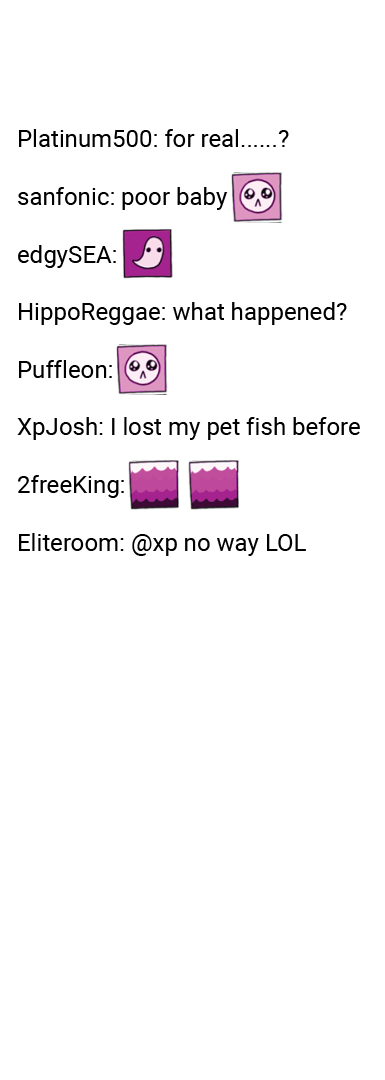 Platinum500: for real......?
sanfonic: poor baby
edgySEA:
HippoReggae: what happened?
Puffleon:
XpJosh: I lost my pet fish before
2freeKing:
Eliteroom: @xp no way LOL